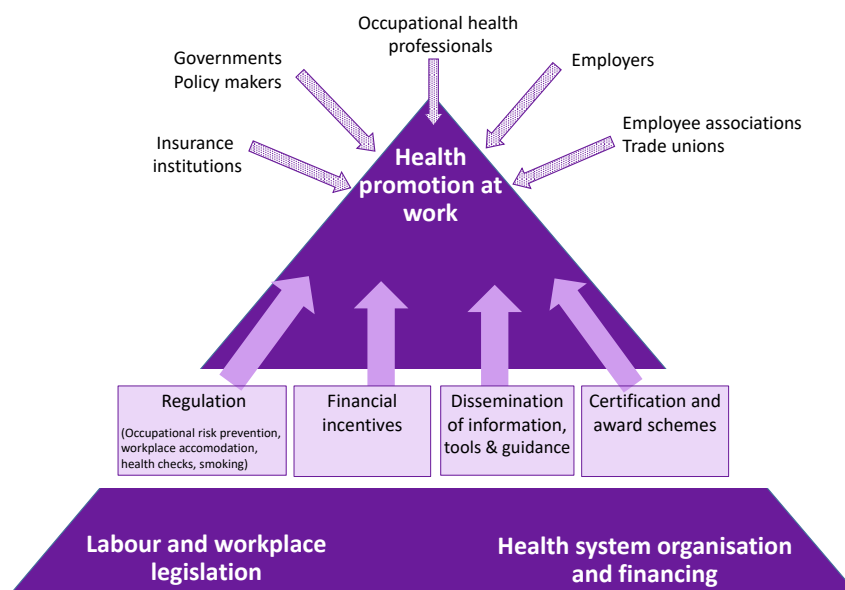 Occupational health
professionals
Governments
Policy makers
Employers
Insurance
institutions
Employee associations
Trade unions
Health
promotion at
work
Regulation
(Occupational risk prevention,
workplace accomodation,
health checks, smoking)
Financial
incentives
Dissemination
of information,
tools & guidance
Certification and
award schemes
Labour and workplace
legislation
Health system organisation
and financing